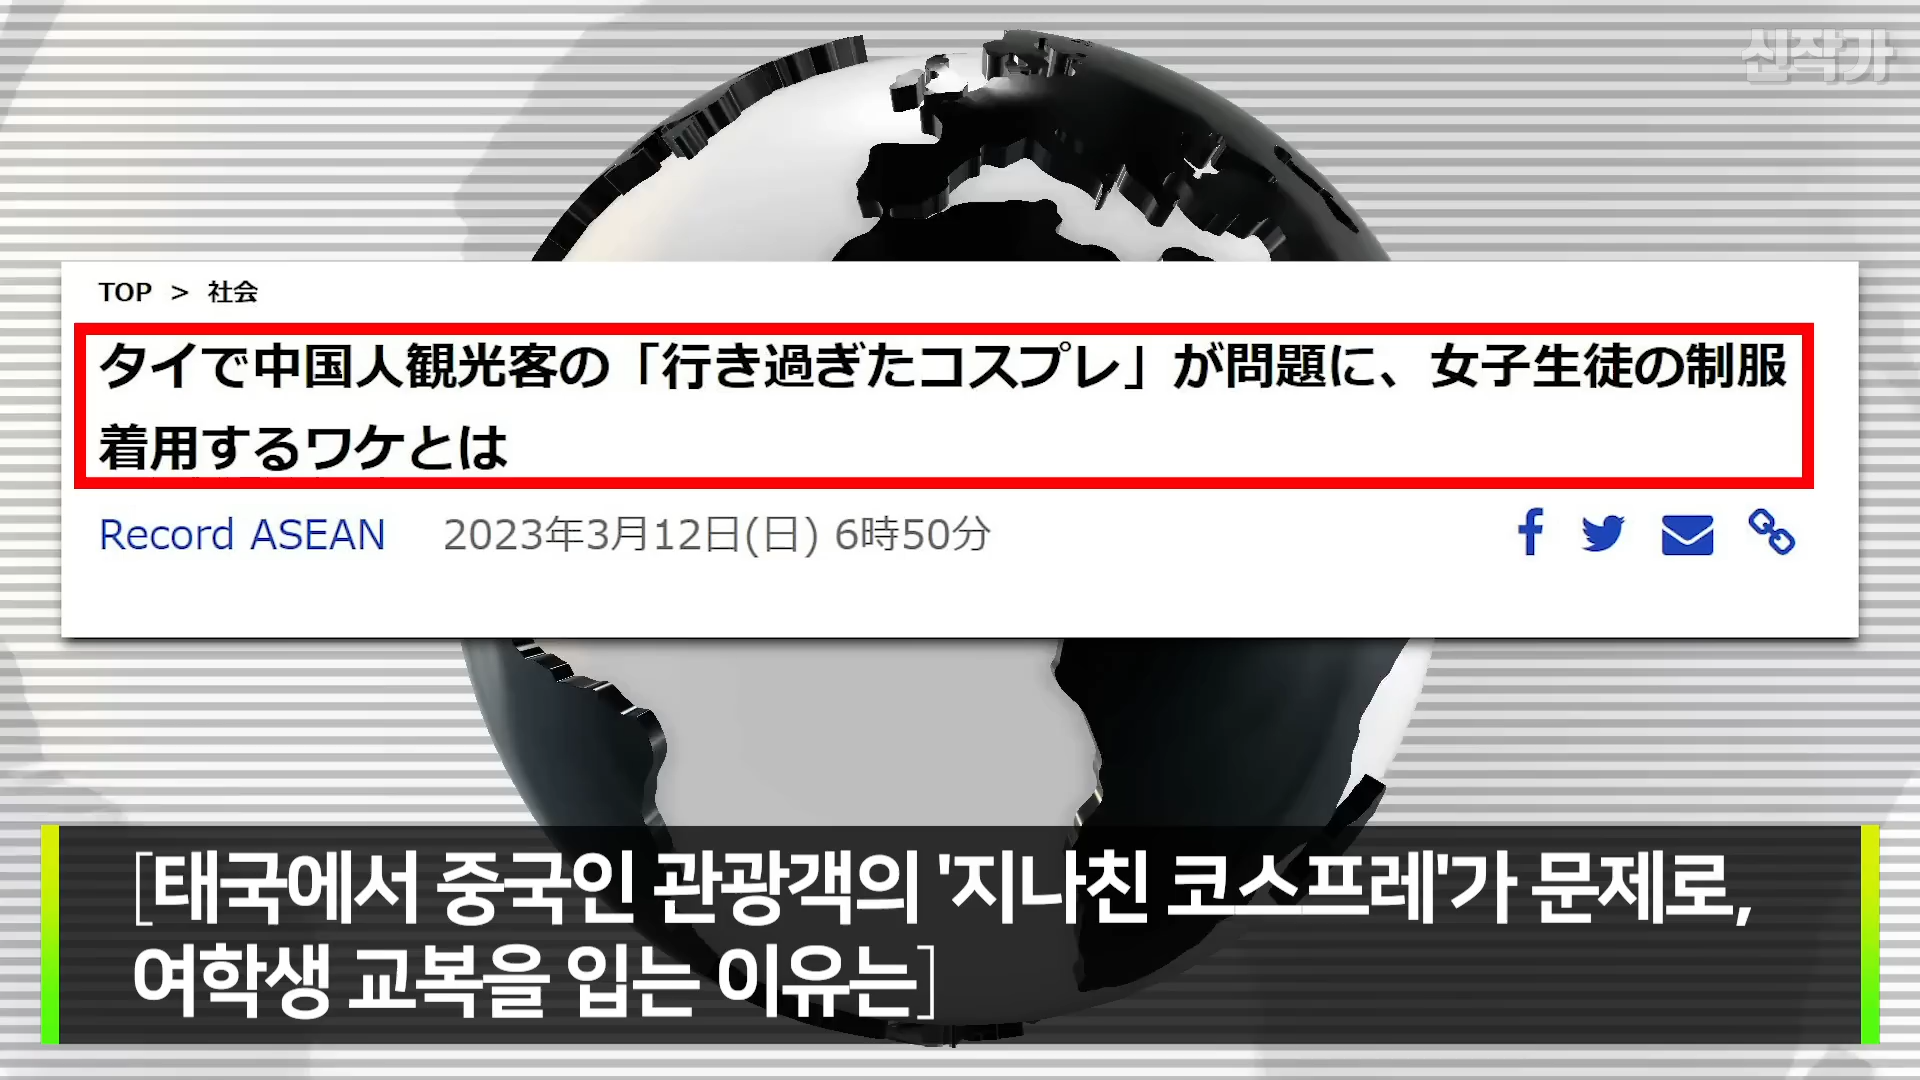 신작가
TOP > 社会
タイで中国人観光客の「行き過ぎたコスプレ」が問題に、女子生徒の制服
着用するワケとは
Record ASEAN 2023年3月12日(日) 6時50分
[태국에서 중국인 관광객의 '지나친 코스프레'가 문제로,
여학생 교복을 입는 이유는]